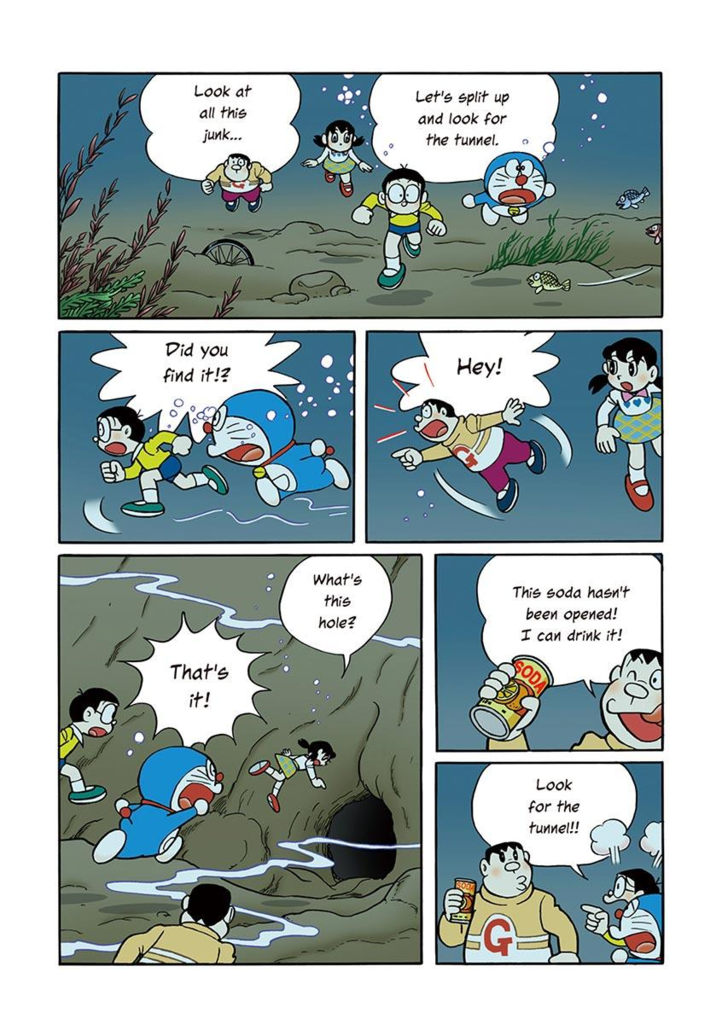 Let's split up
and look for
the tunnel.
Look at
all this
junk...
G
Hey!
G
Did you
find it!?
This soda hasn't
been opened!
I can drink it!
SODA
Look
for the
tunnel!!
SODA
G
What's
this
hole?
That's
it!